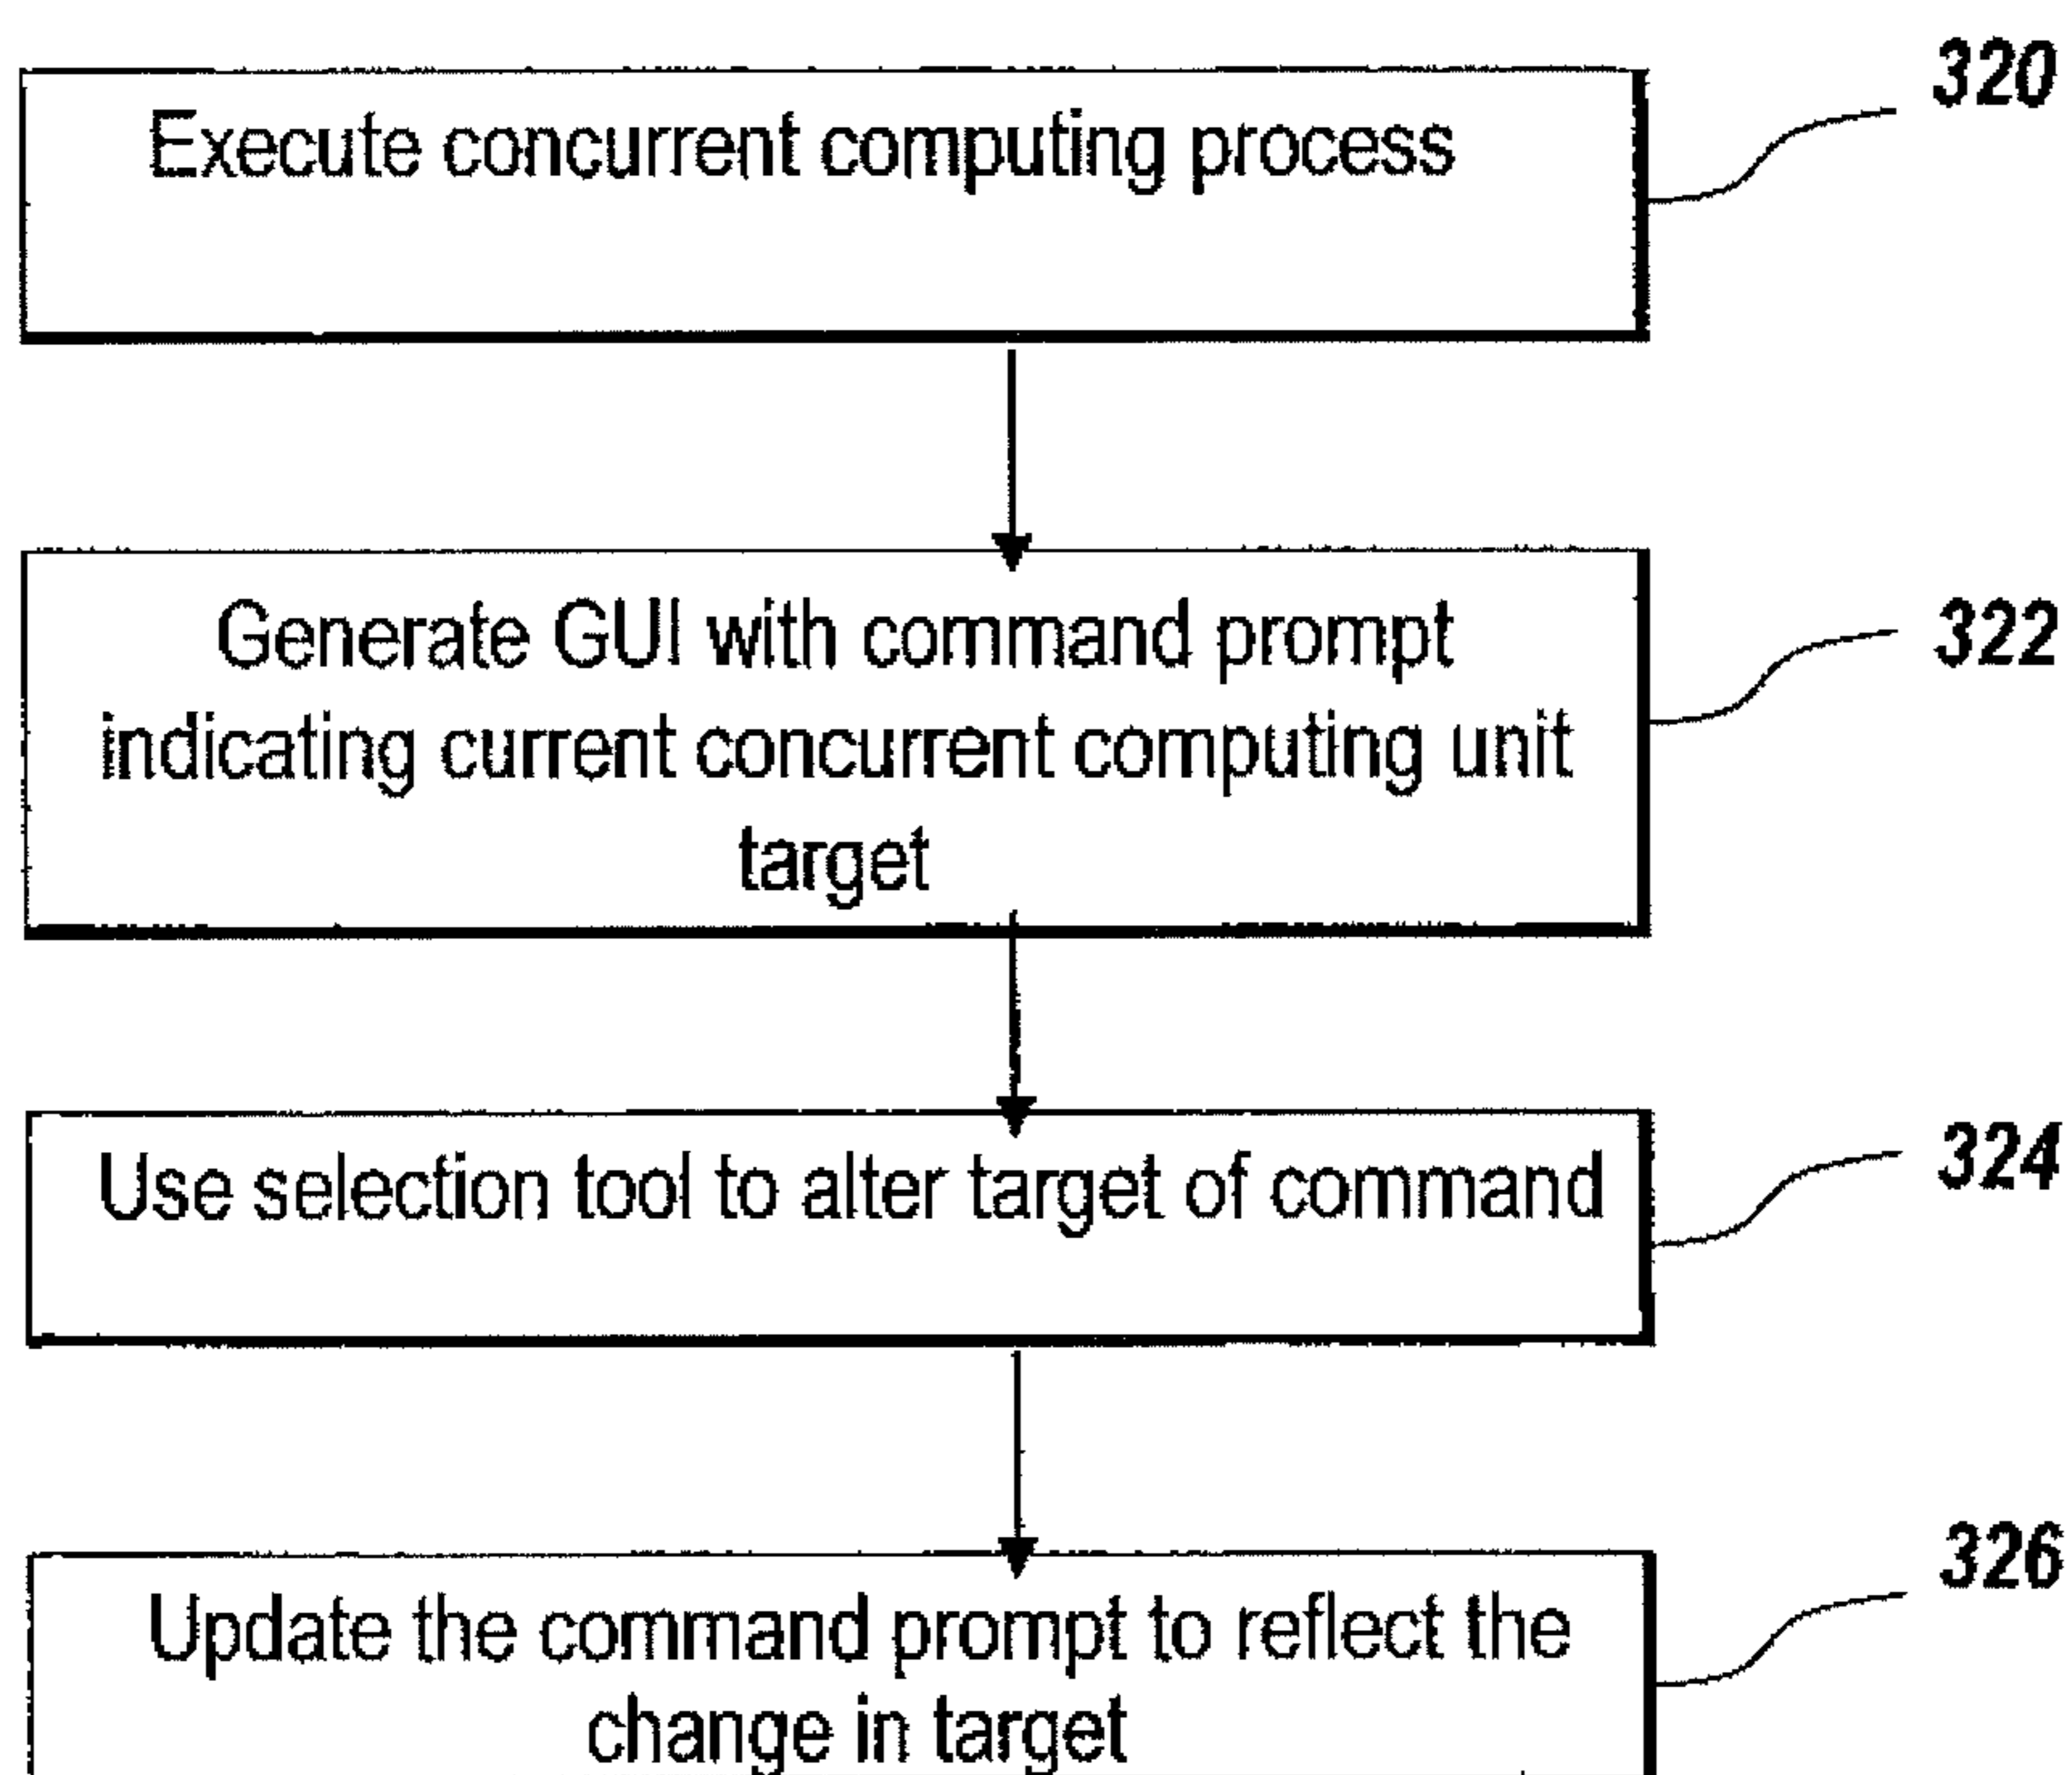 320
Execute concurrent computing process
Generate GUI with command prompt
indicating current concurrent computing unit
target
322
Use selection tool to alter target of command
324
Update the command prompt to reflect the
change in target
326